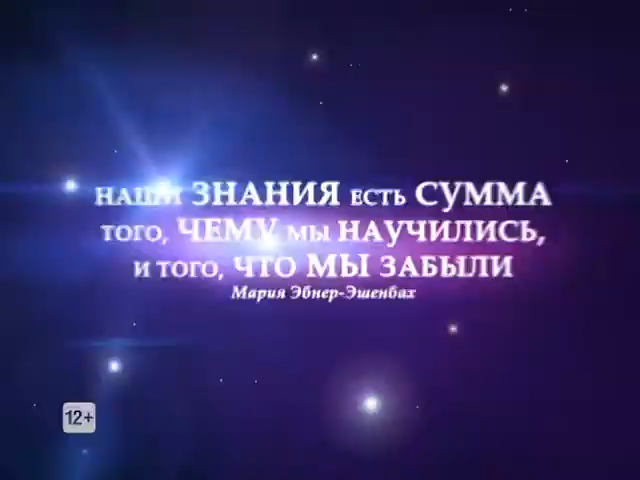 НАШИ ЗНАНИЯ ЕСТЬ СУММА
ТОГО, ЧЕМУ МЫ НАУЧИЛИСЬ,
И ТОГО, ЧТО МЫ ЗАБЫЛИ
Мария Эбнер-Эшенбах
12+